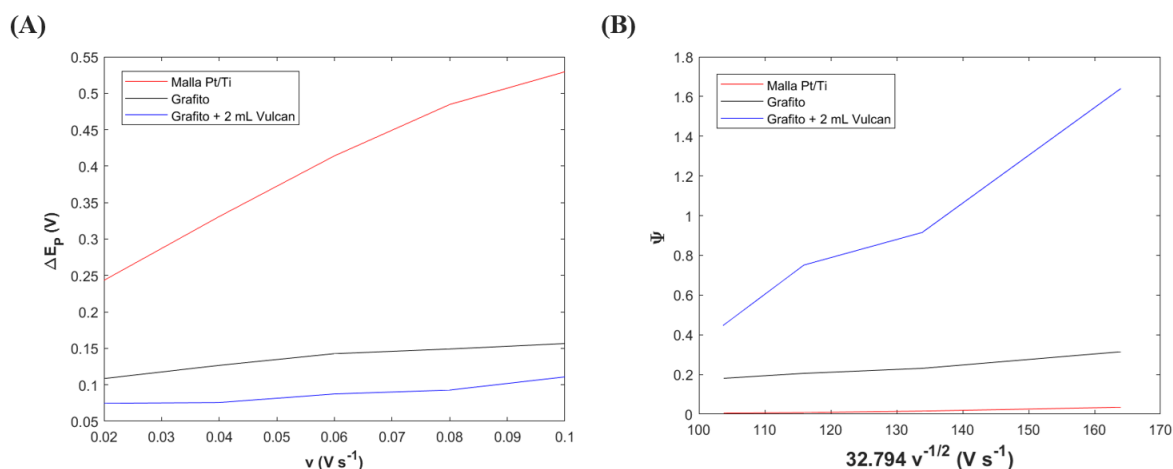 (A)
0.55
0.5
0.45
0.4
0.35
0.3
0.25
0.2
0.15
0.1
0.05
ΔE_P (V)
Malla Pt/Ti
Grafito
Grafito + 2 mL Vulcan
0.02 0.03 0.04 0.05 0.06 0.07 0.08 0.09 0.1
v (V s⁻¹)
(B)
1.8
1.6
1.4
1.2
1
0.8
0.6
0.4
0.2
0
Ψ
Malla Pt/Ti
Grafito
Grafito + 2 mL Vulcan
100 110 120 130 140 150 160 170
32.794 v⁻¹/² (V s⁻¹)